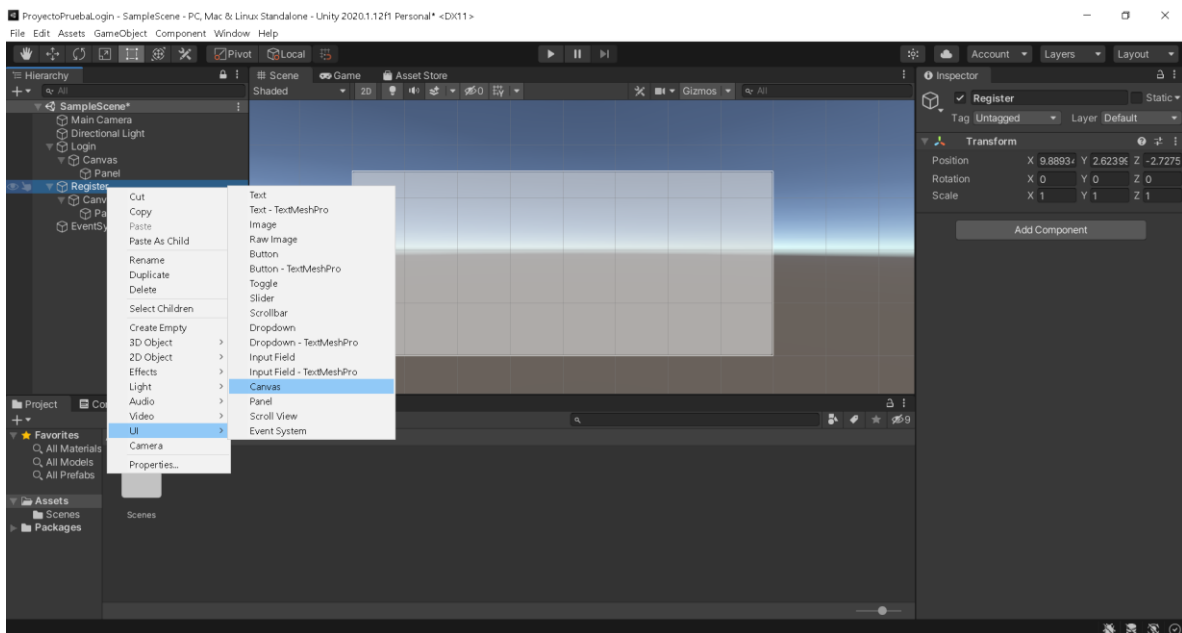 ProyectoPruebaLogin - SampleScene - PC, Mac & Linux Standalone - Unity 2020.1.12f1 Personal* <DX11>
File Edit Assets GameObject Component Window Help
Pivot Local Account Layers Layout
Hierarchy
All
SampleScene*
Main Camera
Directional Light
Login
Canvas
Panel
Register
Canv
Pa
EventSy
# Scene Game Asset Store
Shaded 2D 0 Gizmos All
Cut
Copy
Paste
Paste As Child
Rename
Duplicate
Delete
Select Children
Create Empty
3D Object >
2D Object >
Effects >
Light >
Audio >
Video >
UI >
Camera
Properties...
Text
Text - TextMeshPro
Image
Raw Image
Button
Button - TextMeshPro
Toggle
Slider
Scrollbar
Dropdown
Dropdown - TextMeshPro
Input Field
Input Field - TextMeshPro
Canvas
Panel
Scroll View
Event System
Inspector
Register Static
Tag Untagged Layer Default
Transform
Position X 9.88934 Y 2.62399 Z -2.7275
Rotation X 0 Y 0 Z 0
Scale X 1 Y 1 Z 1
Add Component
Project Co
9
Favorites
All Materials
All Models
All Prefabs
Assets
Scenes
Packages
Scenes